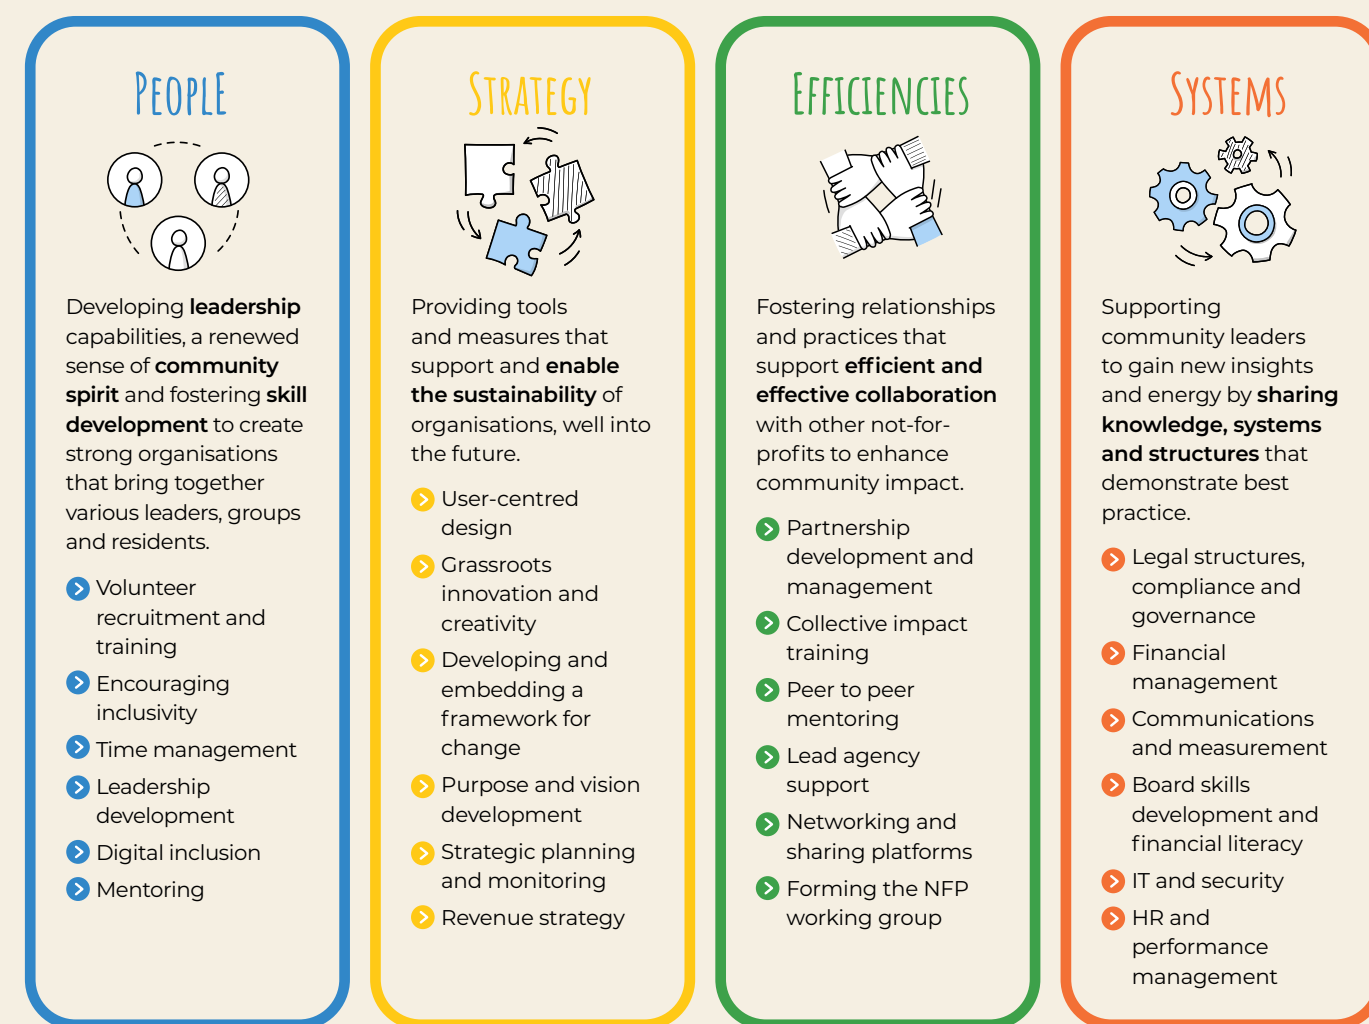 PEOPLE
Developing leadership
capabilities, a renewed
sense of community
spirit and fostering skill
development to create
strong organisations
that bring together
various leaders, groups
and residents.
Volunteer
recruitment and
training
Encouraging
inclusivity
Time management
Leadership
development
Digital inclusion
Mentoring
STRATEGY
Providing tools
and measures that
support and enable
the sustainability of
organisations, well into
the future.
User-centred
design
Grassroots
innovation and
creativity
Developing and
embedding a
framework for
change
Purpose and vision
development
Strategic planning
and monitoring
Revenue strategy
EFFICIENCIES
Fostering relationships
and practices that
support efficient and
effective collaboration
with other not-for-
profits to enhance
community impact.
Partnership
development and
management
Collective impact
training
Peer to peer
mentoring
Lead agency
support
Networking and
sharing platforms
Forming the NFP
working group
SYSTEMS
Supporting
community leaders
to gain new insights
and energy by sharing
knowledge, systems
and structures that
demonstrate best
practice.
Legal structures,
compliance and
governance
Financial
management
Communications
and measurement
Board skills
development and
financial literacy
IT and security
HR and
performance
management